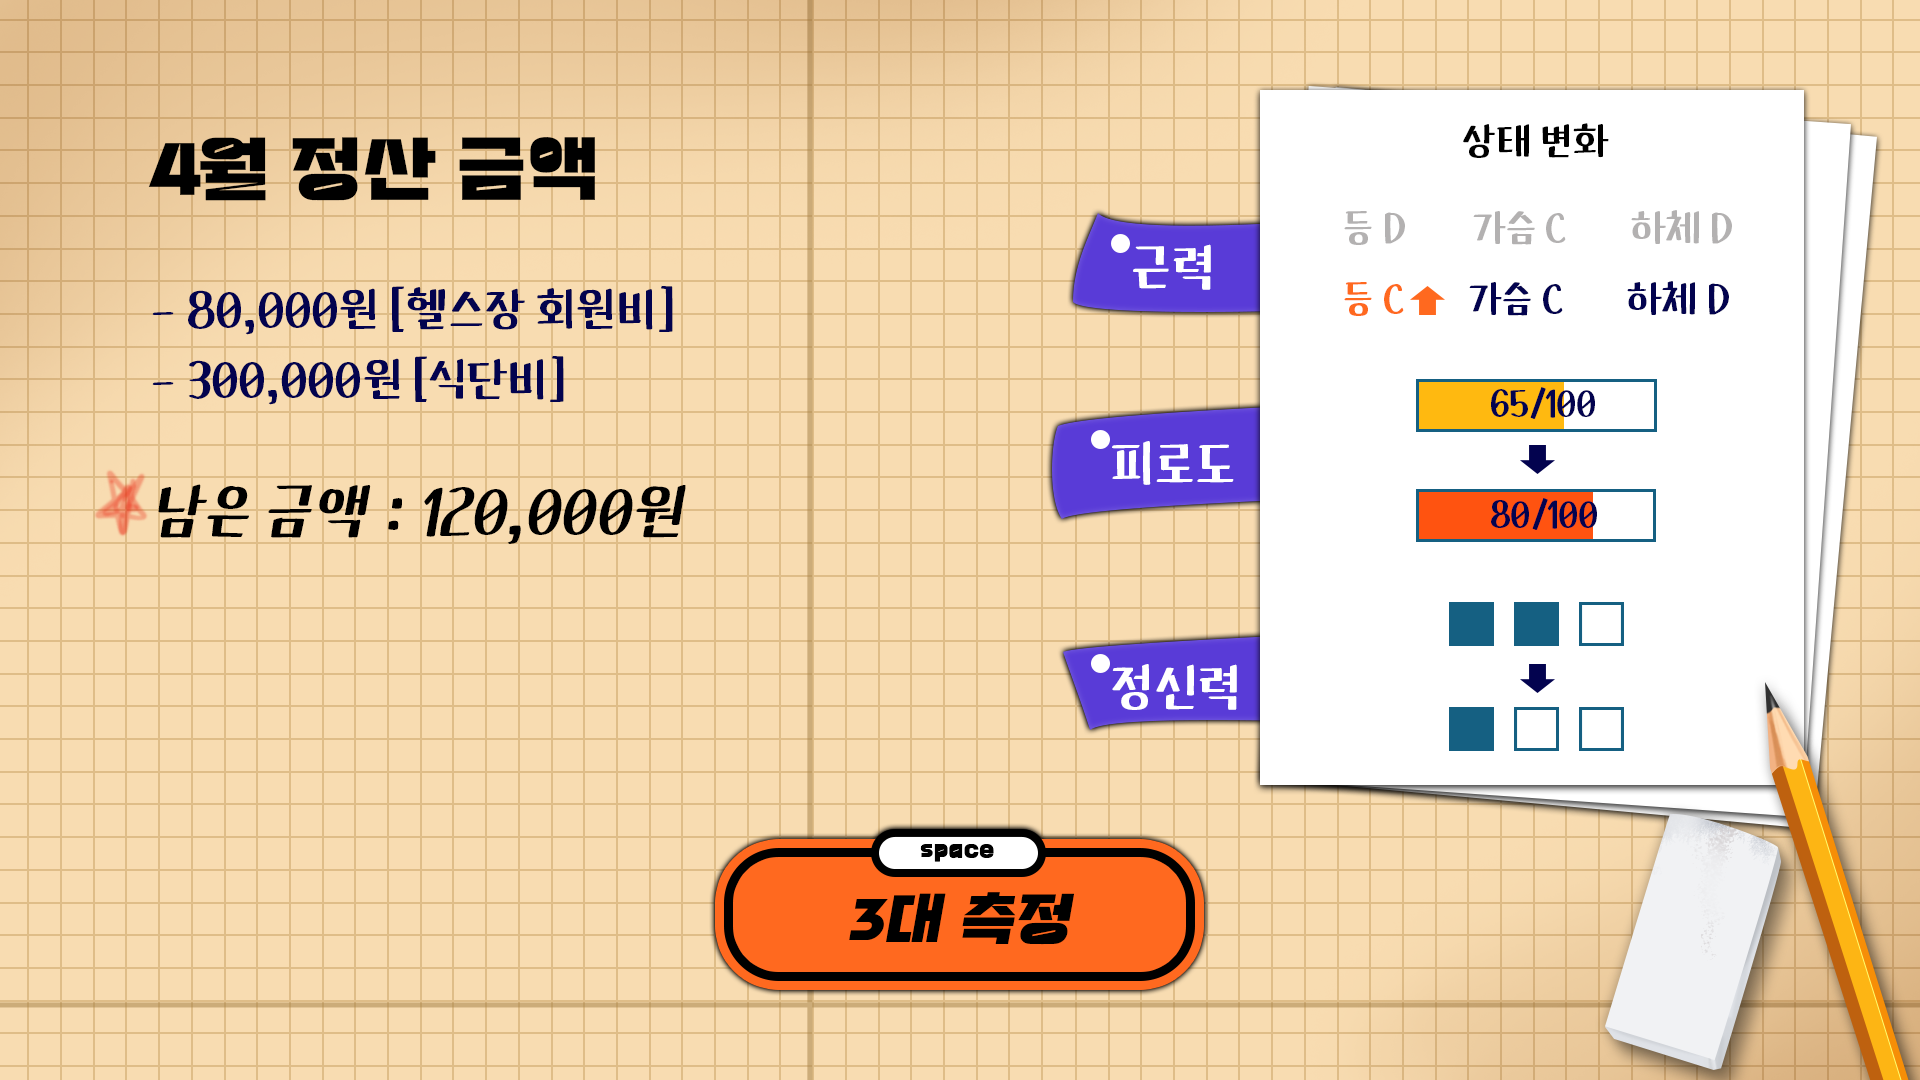 4월 정산 금액
- 80,000원 [헬스장 회원비]
- 300,000원 [식단비]
남은 금액 : 120,000원
상태 변화
근력
등 D 가슴 C 하체 D
등 C 가슴 C 하체 D
피로도
65/100
80/100
정신력
space
3대 측정